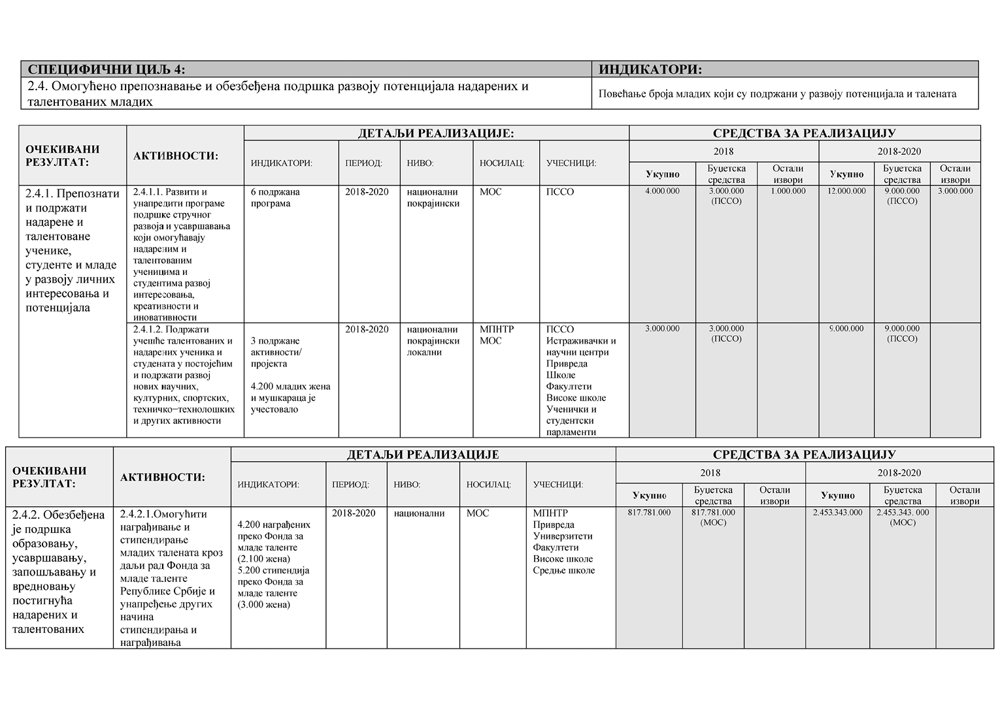 СПЕЦИФИЧНИ ЦИЉ 4:
ИНДИКАТОРИ:
2.4. Омогућено препознавање и обезбеђена подршка развоју потенцијала надарених и
талентованих младих
Повећање броја младих који су подржани у развоју потенцијала и талената
ОЧЕКИВАНИ
РЕЗУЛТАТ:
АКТИВНОСТИ:
ДЕТАЉИ РЕАЛИЗАЦИЈЕ:
СРЕДСТВА ЗА РЕАЛИЗАЦИЈУ
ИНДИКАТОРИ:
ПЕРИОД:
НИВО:
НОСИЛАЦ:
УЧЕСНИЦИ:
2018
2018-2020
Укупно
Буџетска
средства
Остали
извори
Укупно
Буџетска
средства
Остали
извори
2.4.1. Препознати
и подржати
надарене и
талентоване
ученике,
студенте и младе
у развоју личних
интересовања и
потенцијала
2.4.1.1. Развити и
унапредити програме
подршке стручног
развоја и усавршавања
који омогућавају
надареним и
талентованим
ученицима и
студентима развој
интересовања,
креативности и
иновативности
6 подржана
програма
2018-2020
национални
покрајински
МОС
ПССО
4.000.000
3.000.000
(ПССО)
1.000.000
12.000.000
9.000.000
(ПССО)
3.000.000
2.4.1.2. Подржати
учешће талентованих и
надарених ученика и
студената у постојећим
и подржати развој
нових научних,
културних, спортских,
техничко−технолошких
и других активности
3 подржане
активности/
пројекта
4.200 младих жена
и мушкараца је
учестовало
2018-2020
национални
покрајински
локални
МПНТР
МОС
ПССО
Истраживачки и
научни центри
Привреда
Школе
Факултети
Високе школе
Ученички и
студентски
парламенти
3.000.000
3.000.000
(ПССО)
9.000.000
9.000.000
(ПССО)
ОЧЕКИВАНИ
РЕЗУЛТАТ:
АКТИВНОСТИ:
ДЕТАЉИ РЕАЛИЗАЦИЈЕ
СРЕДСТВА ЗА РЕАЛИЗАЦИЈУ
ИНДИКАТОРИ:
ПЕРИОД:
НИВО:
НОСИЛАЦ:
УЧЕСНИЦИ:
2018
2018-2020
Укупно
Буџетска
средства
Остали
извори
Укупно
Буџетска
средства
Остали
извори
2.4.2. Обезбеђена
је подршка
образовању,
усавршавању,
запошљавању и
вредновању
постигнућа
надарених и
талентованих
2.4.2.1.Омогућити
награђивање и
стипендирање
младих талената кроз
даљи рад Фонда за
младе таленте
Републике Србије и
унапређење других
начина
стипендирања и
награђивања
4.200 награђених
преко Фонда за
младе таленте
(2.100 жена)
5.200 стипендија
преко Фонда за
младе таленте
(3.000 жена)
2018-2020
национални
МОС
МПНТР
Привреда
Универзитети
Факултети
Високе школе
Средње школе
817.781.000
817.781.000
(МОС)
2.453.343.000
2.453.343. 000
(МОС)